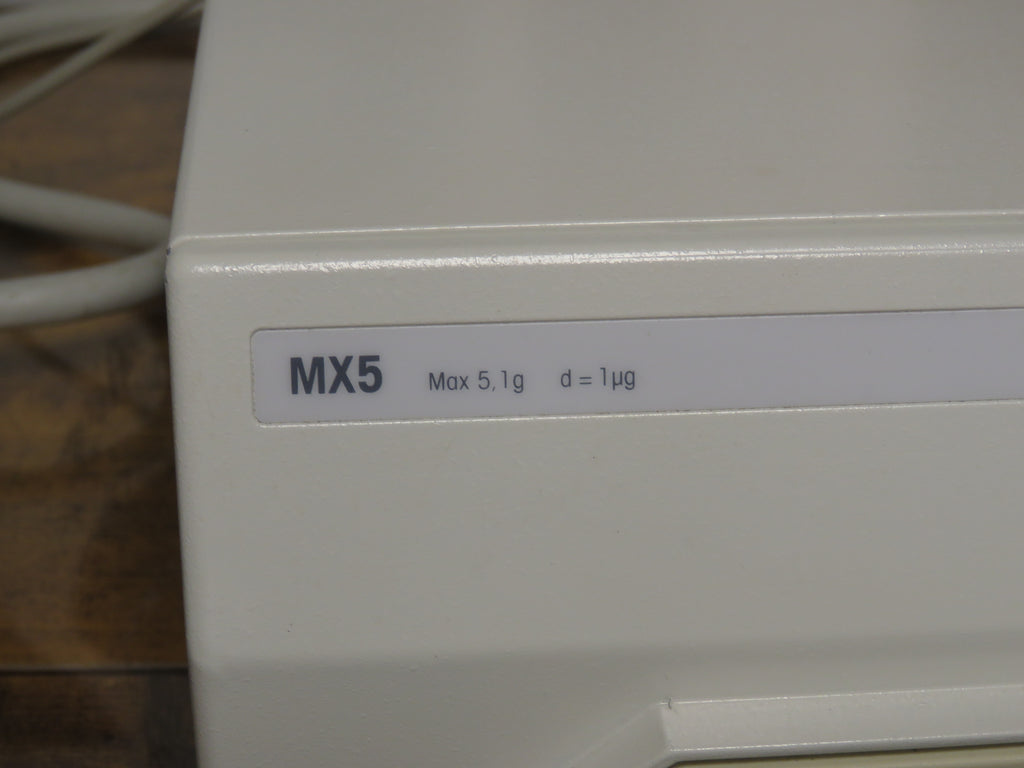 MX5 Max 5,1g d = 1µg